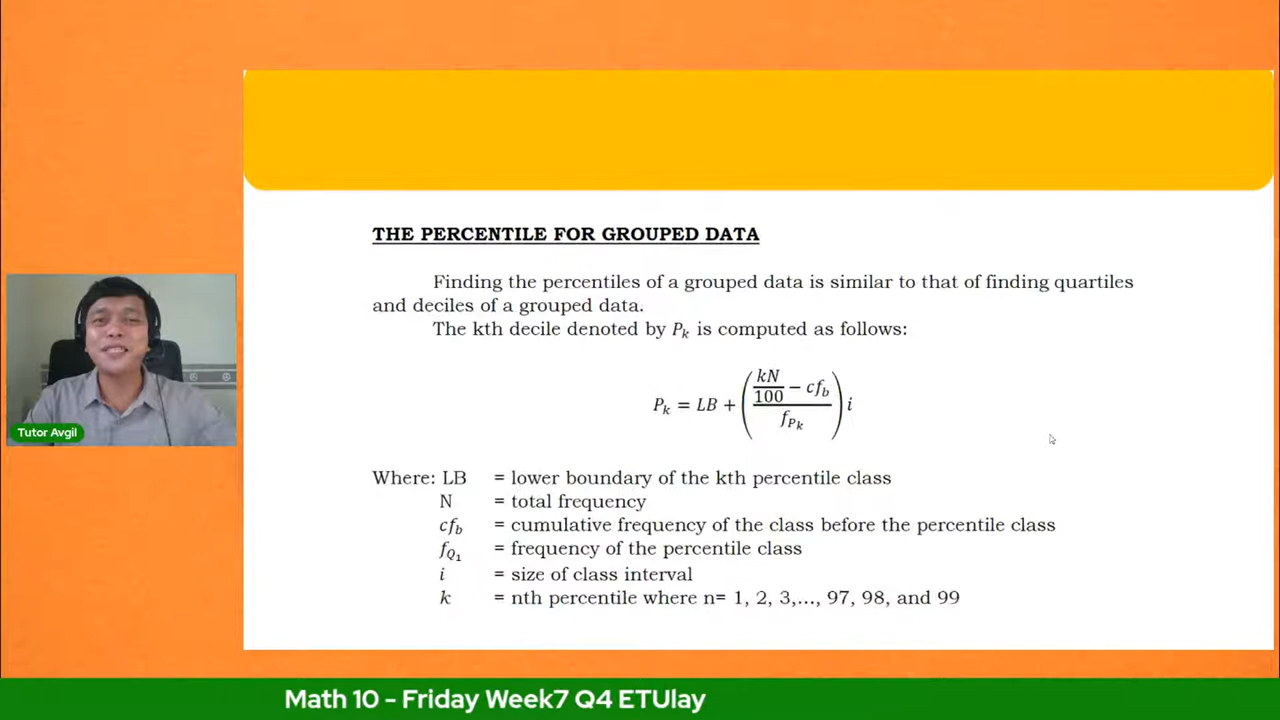 THE PERCENTILE FOR GROUPED DATA
Finding the percentiles of a grouped data is similar to that of finding quartiles
and deciles of a grouped data.
The kth decile denoted by Pₖ is computed as follows:
Pₖ = LB + ((kN/100 − cf_b)/f_Pₖ) i
Where: LB = lower boundary of the kth percentile class
N = total frequency
cf_b = cumulative frequency of the class before the percentile class
f_Q₁ = frequency of the percentile class
i = size of class interval
k = nth percentile where n= 1, 2, 3,..., 97, 98, and 99
Tutor Avgil
Math 10 - Friday Week7 Q4 ETUlay